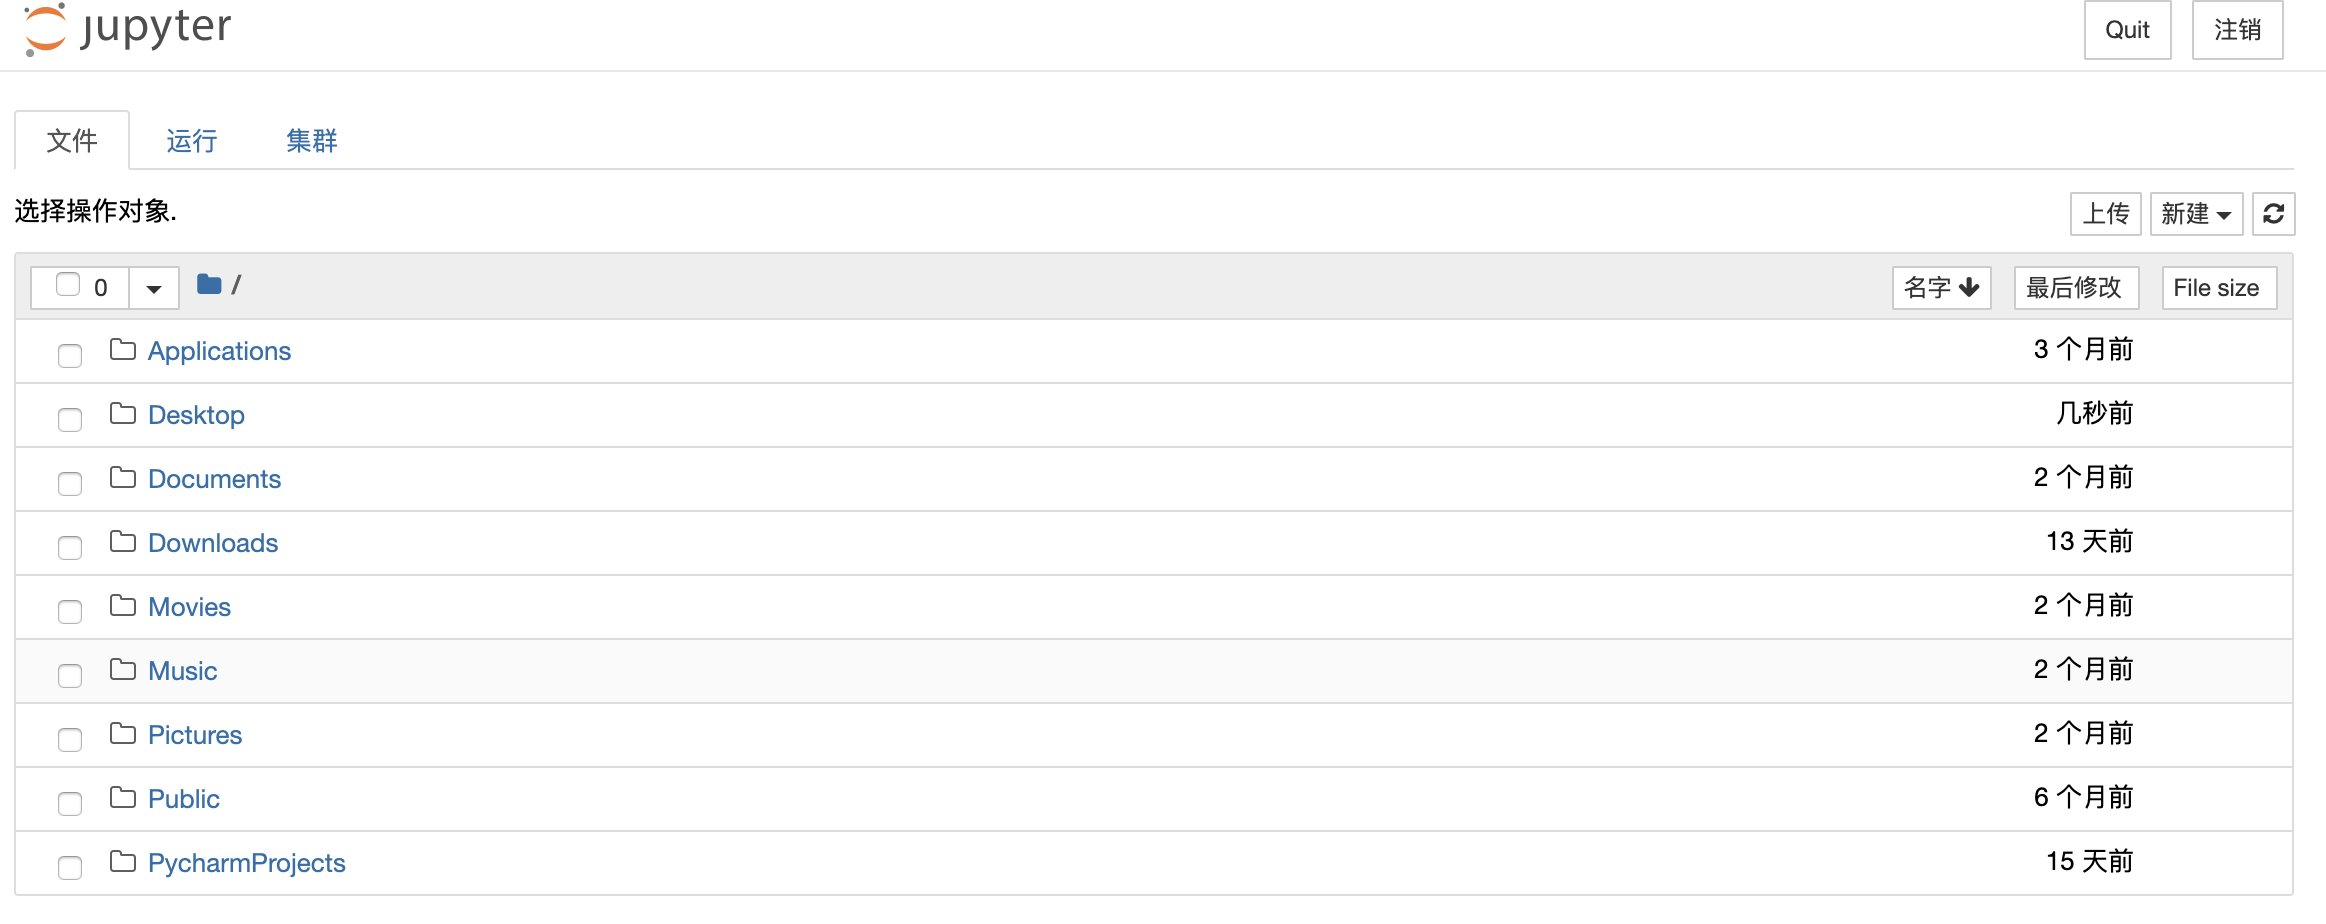 jupyter
Quit
注销
文件
运行
集群
选择操作对象.
上传
新建
0
/
名字
最后修改
File size
Applications
3 个月前
Desktop
几秒前
Documents
2 个月前
Downloads
13 天前
Movies
2 个月前
Music
2 个月前
Pictures
2 个月前
Public
6 个月前
PycharmProjects
15 天前